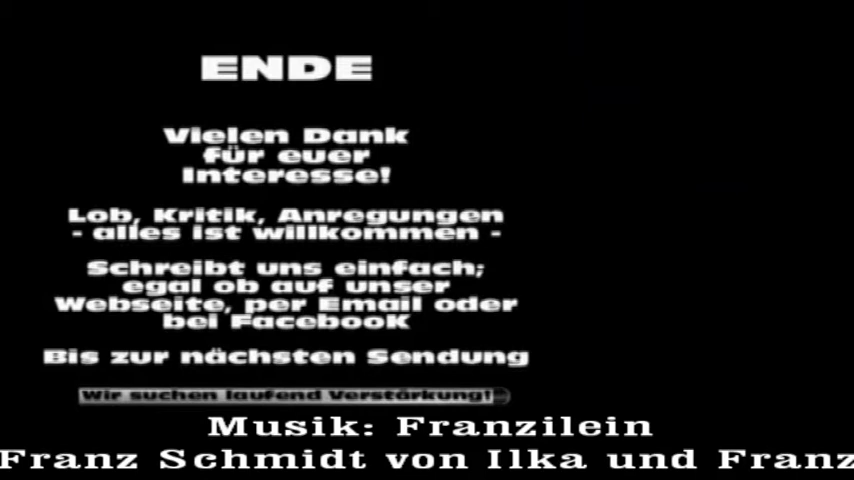 ENDE
Vielen Dank
für euer
Interesse!
Lob, Kritik, Anregungen
- alles ist willkommen -
Schreibt uns einfach;
egal ob auf unser
Webseite, per Email oder
bei Facebook
Bis zur nächsten Sendung
Wir suchen laufend Verstärkung!
Musik: Franzilein
Franz Schmidt von Ilka und Franz